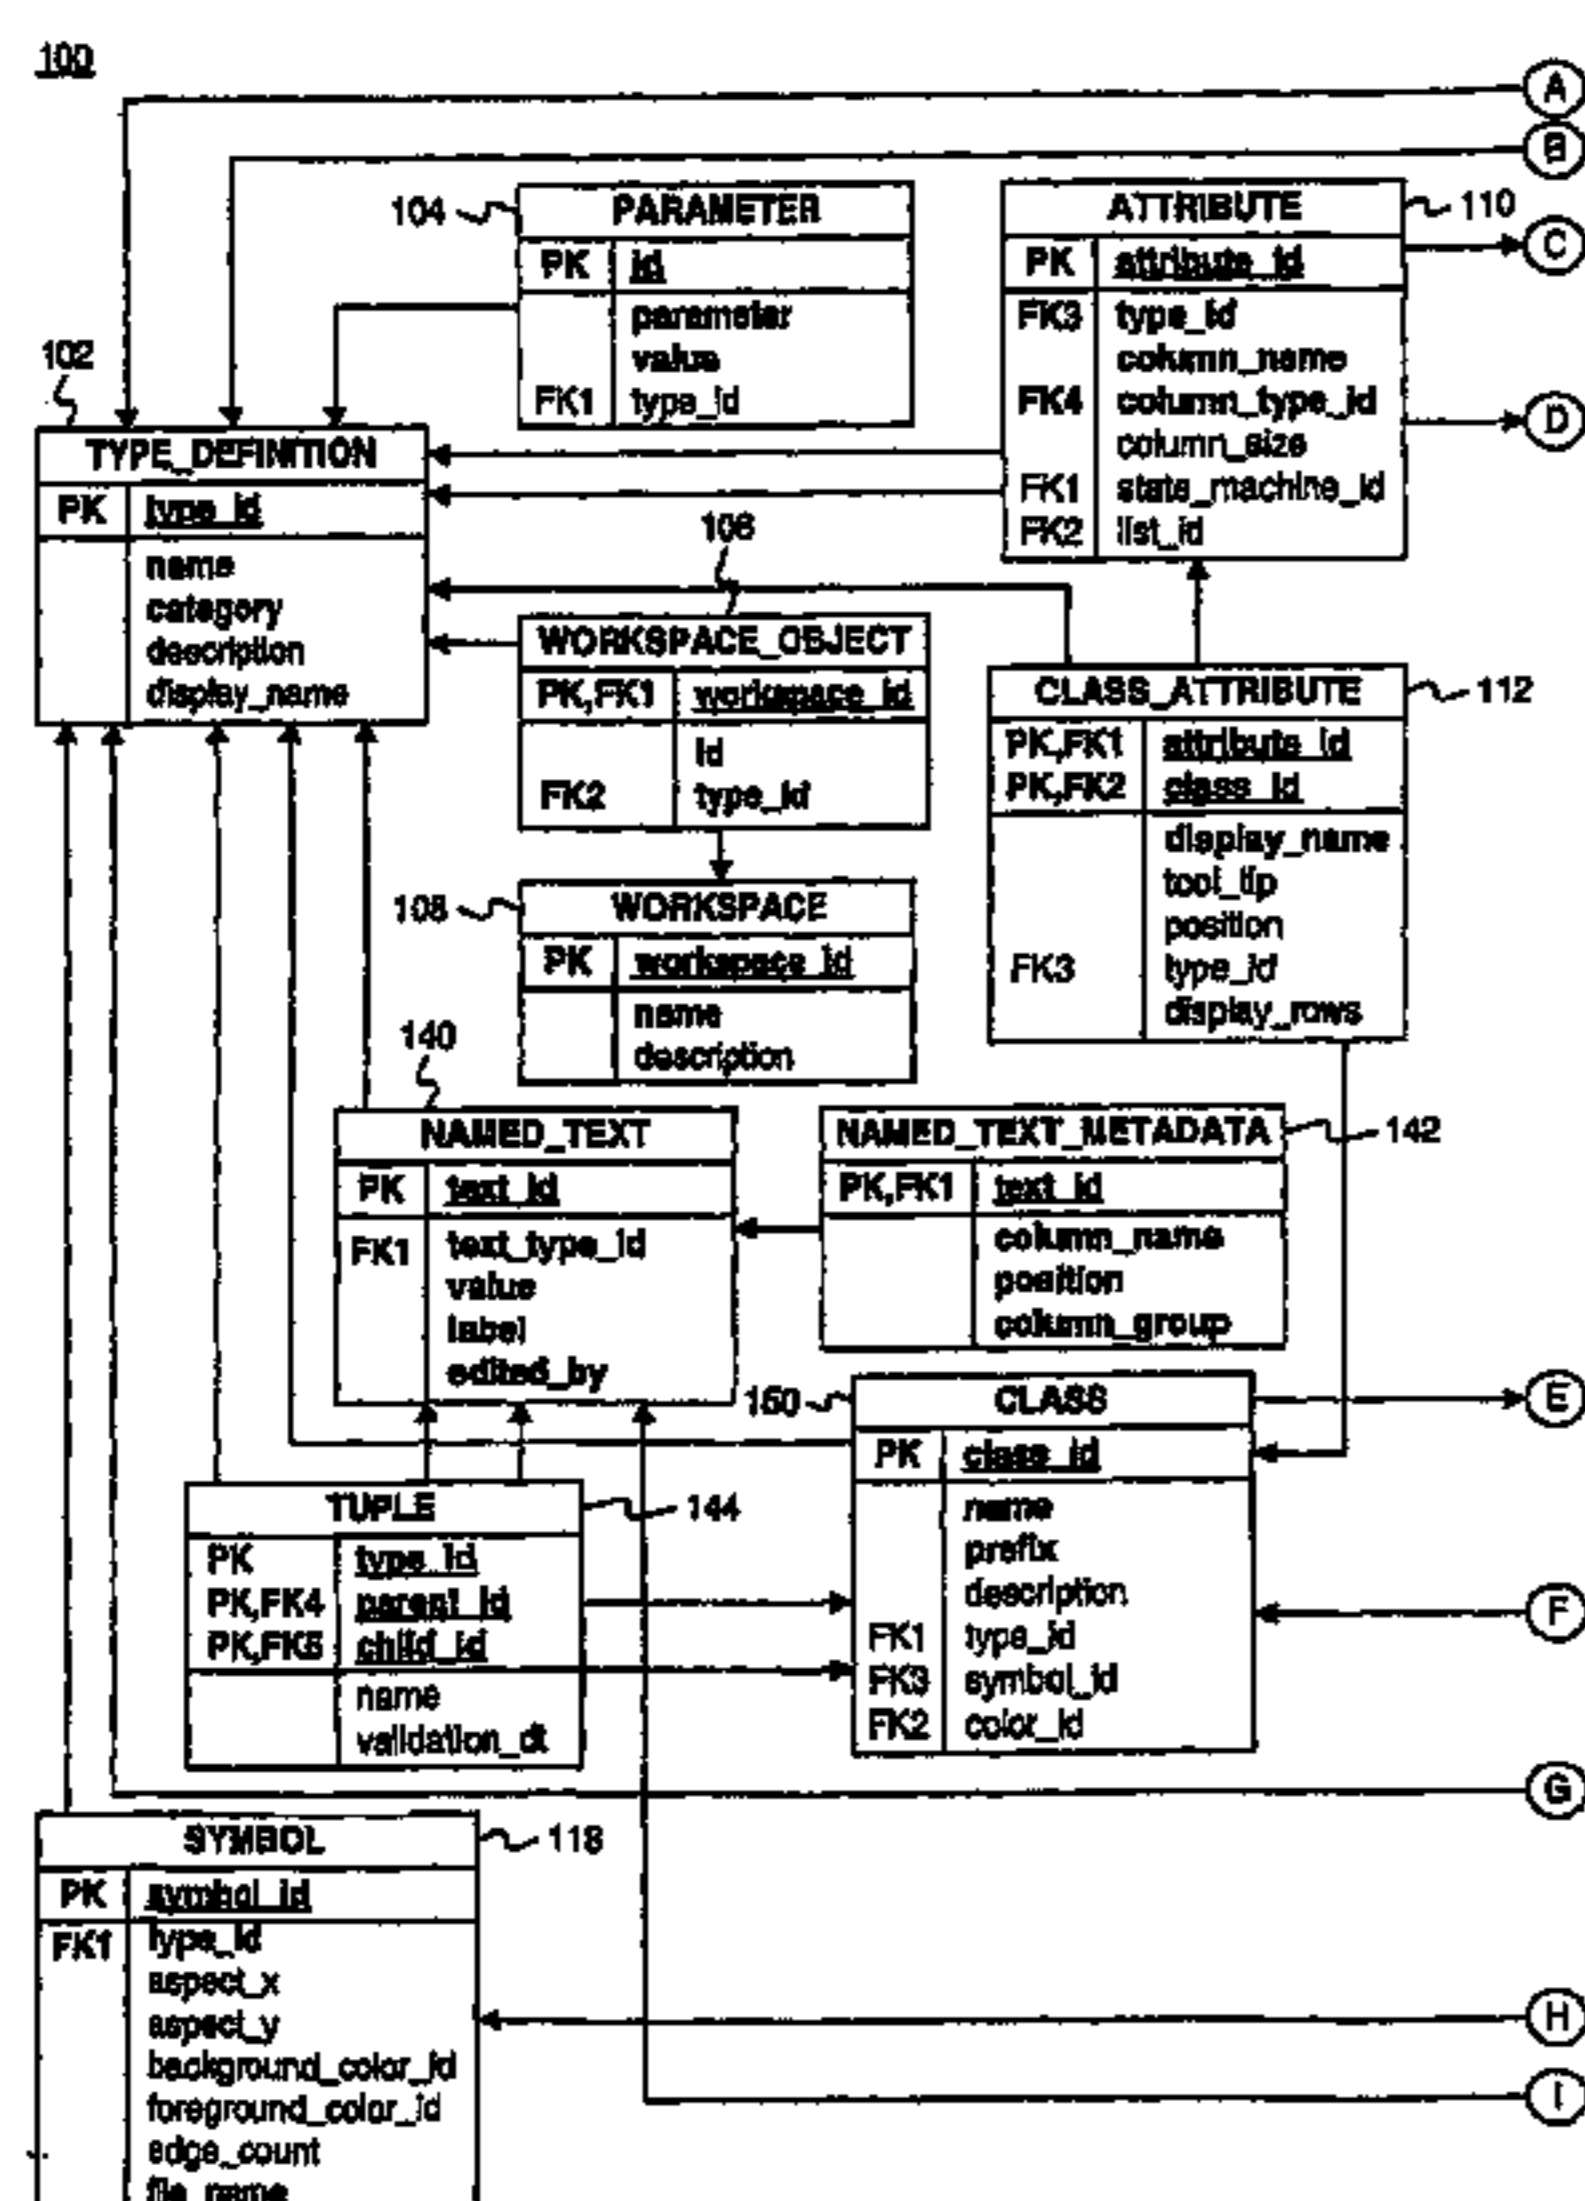 100
A
B
104
PARAMETER
PK id
parameter
value
FK1 type_id
ATTRIBUTE
110
PK attribute_id
FK3 type_id
column_name
FK4 column_type_id
column_size
FK1 state_machine_id
FK2 list_id
C
D
102
TYPE_DEFINITION
PK type_id
name
category
description
display_name
106
WORKSPACE_OBJECT
PK,FK1 workspace_id
id
FK2 type_id
CLASS_ATTRIBUTE
112
PK,FK1 attribute_id
PK,FK2 class_id
display_name
tool_tip
position
FK3 type_id
display_rows
108
WORKSPACE
PK workspace_id
name
description
140
NAMED_TEXT
PK text_id
FK1 text_type_id
value
label
edited_by
NAMED_TEXT_METADATA
142
PK,FK1 text_id
column_name
position
column_group
150
CLASS
PK class_id
name
prefix
description
FK1 type_id
FK3 symbol_id
FK2 color_id
E
F
TUPLE
144
PK type_id
PK,FK4 parent_id
PK,FK5 child_id
name
validation_dt
G
SYMBOL
118
PK symbol_id
FK1 type_id
aspect_x
aspect_y
background_color_id
foreground_color_id
edge_count
file_name
H
I